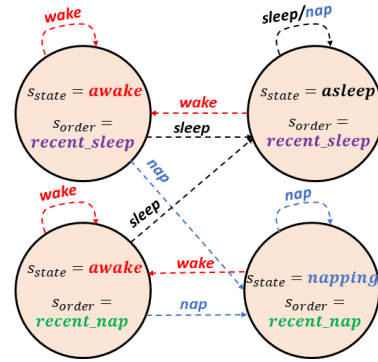 wake
sleep/nap
s_state = awake
s_order =
recent_sleep
wake
sleep
s_state = asleep
s_order =
recent_sleep
nap
sleep
wake
nap
s_state = awake
s_order =
recent_nap
wake
nap
s_state = napping
s_order =
recent_nap